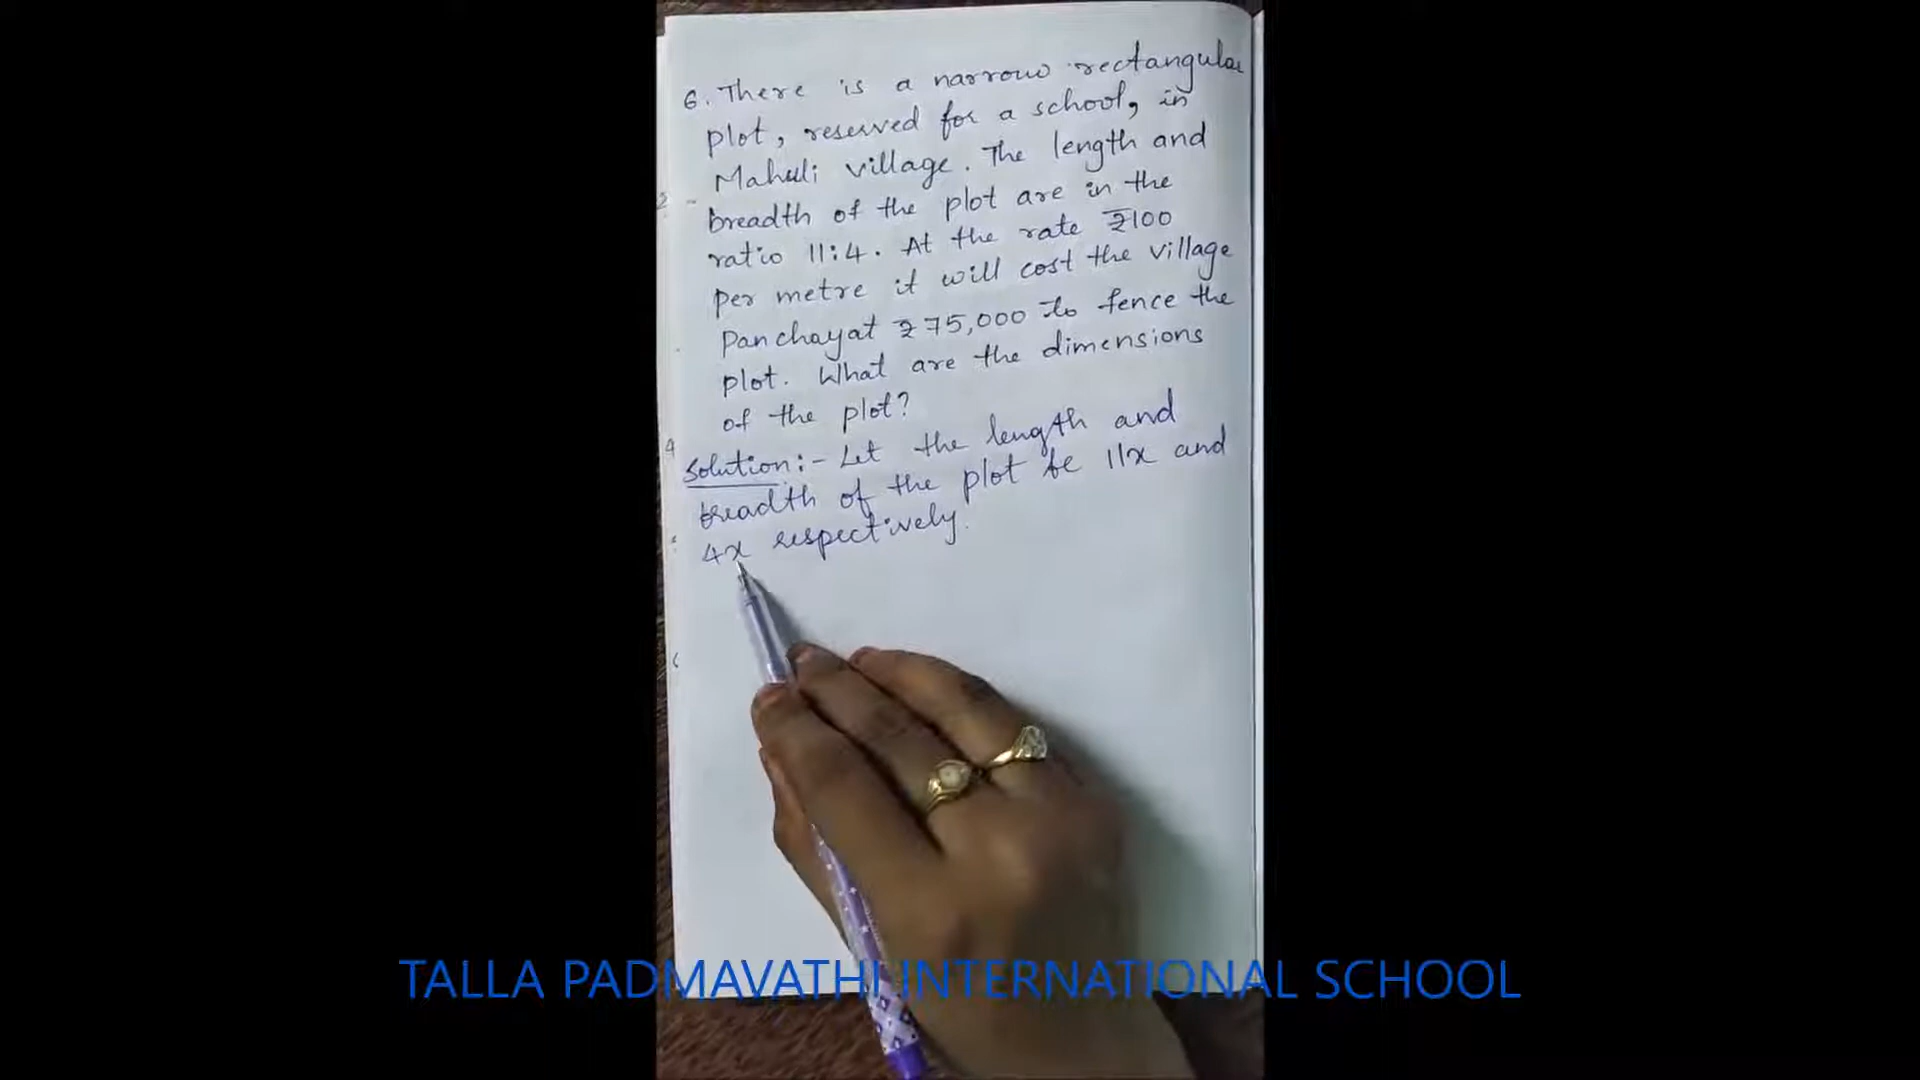 6. There is a narrow rectangular
plot, reserved for a school, in
Mahuli village. The length and
breadth of the plot are in the
ratio 11:4. At the rate ₹100
per metre it will cost the village
panchayat ₹75,000 to fence the
plot. What are the dimensions
of the plot?
Solution:- Let the length and
breadth of the plot be 11x and
4x respectively.
TALLA PADMAVATHI INTERNATIONAL SCHOOL